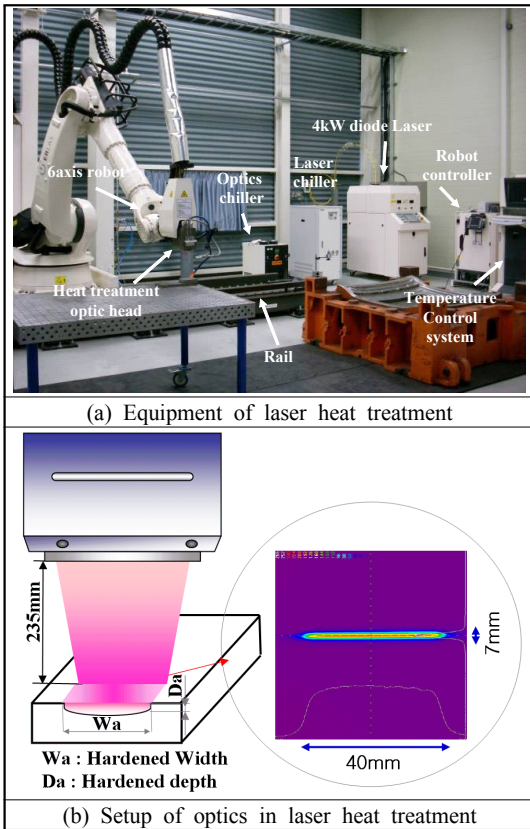 4kW diode Laser
Robot
controller
Laser
chiller
Optics
chiller
6axis robot
Heat treatment
optic head
Rail
Temperature
Control
system
(a) Equipment of laser heat treatment
235mm
Da
Wa
7mm
40mm
Wa : Hardened Width
Da : Hardened depth
(b) Setup of optics in laser heat treatment